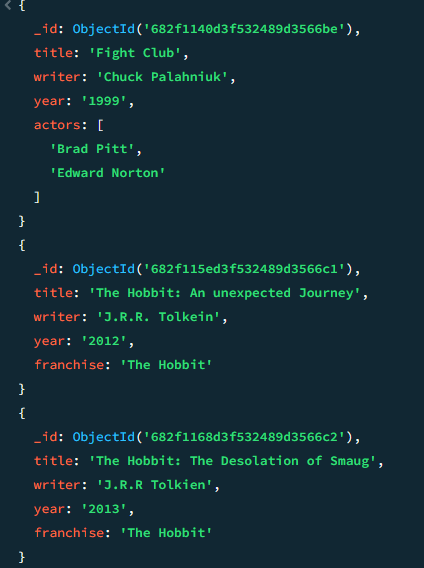 {
_id: ObjectId('682f1140d3f532489d3566be'),
title: 'Fight Club',
writer: 'Chuck Palahniuk',
year: '1999',
actors: [
'Brad Pitt',
'Edward Norton'
]
}
{
_id: ObjectId('682f115ed3f532489d3566c1'),
title: 'The Hobbit: An unexpected Journey',
writer: 'J.R.R. Tolkein',
year: '2012',
franchise: 'The Hobbit'
}
{
_id: ObjectId('682f1168d3f532489d3566c2'),
title: 'The Hobbit: The Desolation of Smaug',
writer: 'J.R.R Tolkien',
year: '2013',
franchise: 'The Hobbit'
}